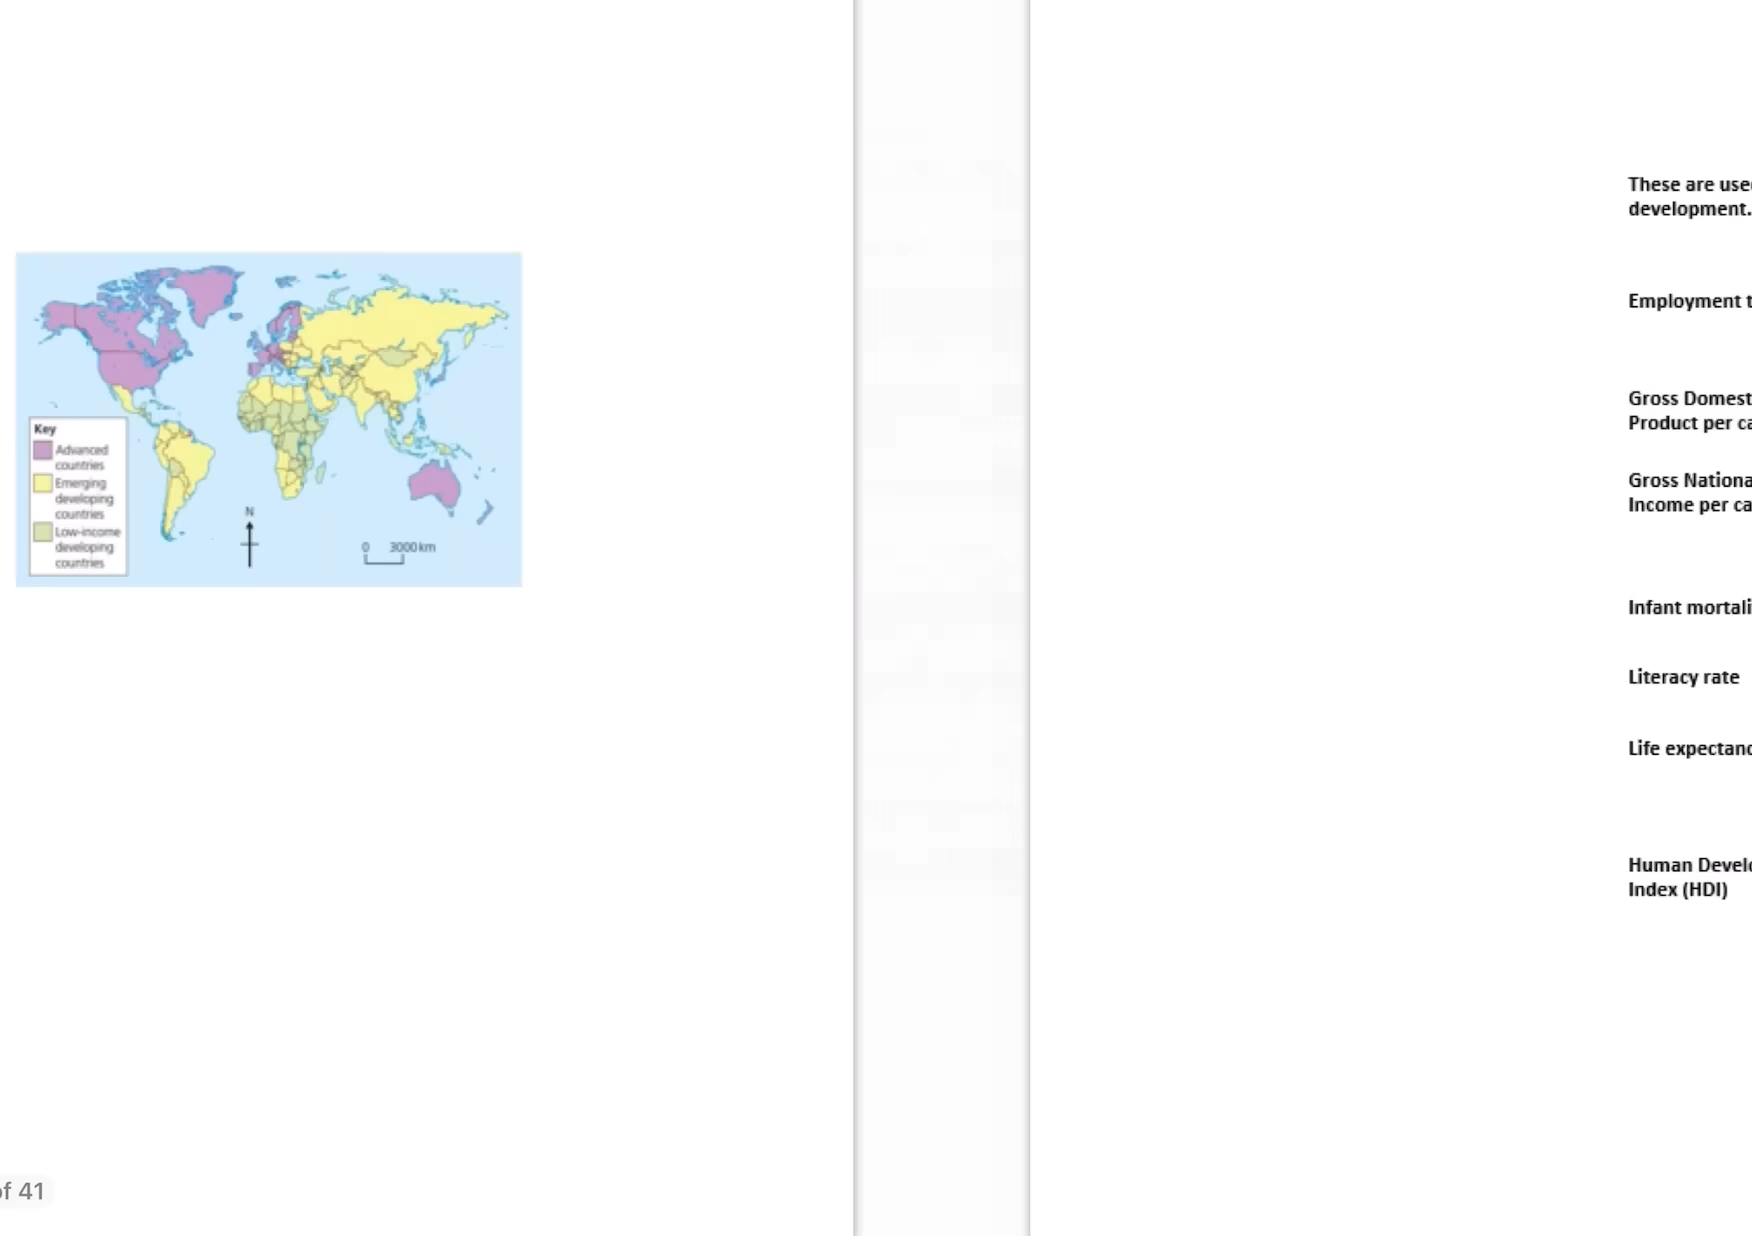 Key
Advanced
countries
Emerging
developing
countries
Low-income
developing
countries
N
0 3000 km
of 41
These are use
development.
Employment t
Gross Domest
Product per ca
Gross Nationa
Income per ca
Infant mortali
Literacy rate
Life expectanc
Human Develo
Index (HDI)